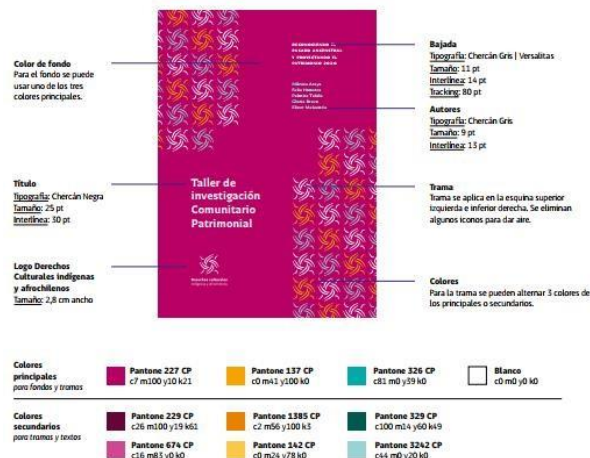 Color de fondo
Para el fondo se puede
usar uno de los tres
colores principales.
Título
Tipografía: Chercán Negra
Tamaño: 25 pt
Interlínea: 30 pt
Logo Derechos
Culturales indígenas
y afrochilenos
Tamaño: 2,8 cm ancho
Taller de
investigación
Comunitario
Patrimonial
Bajada
Tipografía: Chercán Gris | Versalitas
Tamaño: 11 pt
Interlínea: 14 pt
Tracking: 80 pt
Autores
Tipografía: Chercán Gris
Tamaño: 9 pt
Interlínea: 13 pt
Trama
Trama se aplica en la esquina superior
izquierda e inferior derecha. Se eliminan
algunos iconos para dar aire.
Colores
Para la trama se pueden alternar 3 colores de
los principales o secundarios.
Colores
principales
para fondos y tramas
Pantone 227 CP
c7 m100 y10 k21
Pantone 137 CP
c0 m41 y100 k0
Pantone 326 CP
c81 m0 y39 k0
Blanco
c0 m0 y0 k0
Colores
secundarios
para tramas y textos
Pantone 229 CP
c26 m100 y19 k61
Pantone 1385 CP
c2 m56 y100 k3
Pantone 329 CP
c100 m14 y60 k49
Pantone 674 CP
c16 m83 y0 k0
Pantone 142 CP
c0 m24 y78 k0
Pantone 3242 CP
c44 m0 y20 k0